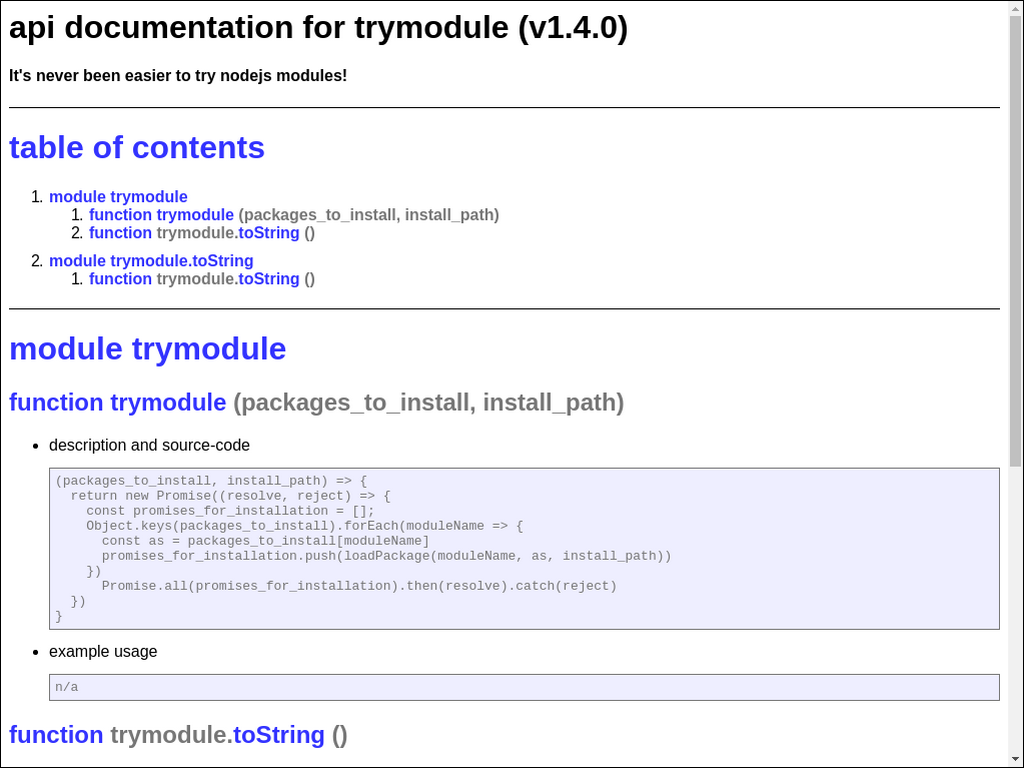 api documentation for trymodule (v1.4.0)
It's never been easier to try nodejs modules!
table of contents
1. module trymodule
1. function trymodule (packages_to_install, install_path)
2. function trymodule.toString ()
2. module trymodule.toString
1. function trymodule.toString ()
module trymodule
function trymodule (packages_to_install, install_path)
• description and source-code
(packages_to_install, install_path) => {
  return new Promise((resolve, reject) => {
    const promises_for_installation = [];
    Object.keys(packages_to_install).forEach(moduleName => {
      const as = packages_to_install[moduleName]
      promises_for_installation.push(loadPackage(moduleName, as, install_path))
    })
      Promise.all(promises_for_installation).then(resolve).catch(reject)
  })
}
• example usage
n/a
function trymodule.toString ()